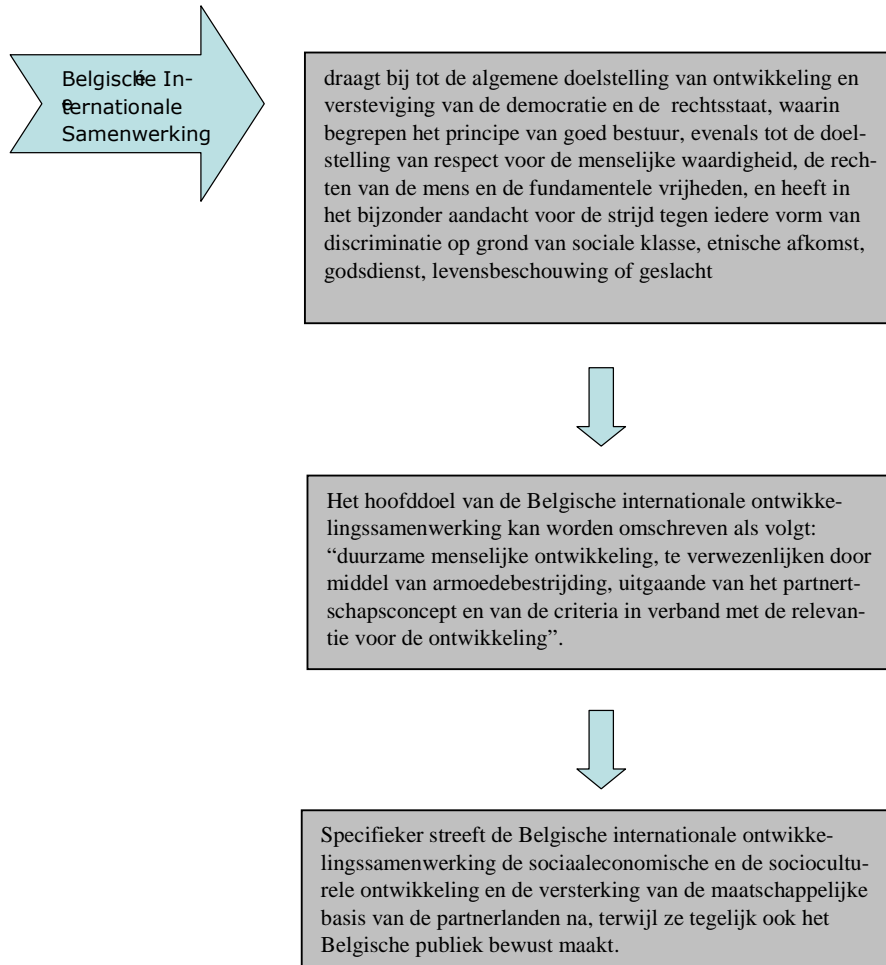 Belgische In-
ternationale
Samenwerking
draagt bij tot de algemene doelstelling van ontwikkeling en
versteviging van de democratie en de rechtsstaat, waarin
begrepen het principe van goed bestuur, evenals tot de doel-
stelling van respect voor de menselijke waardigheid, de rech-
ten van de mens en de fundamentele vrijheden, en heeft in
het bijzonder aandacht voor de strijd tegen iedere vorm van
discriminatie op grond van sociale klasse, etnische afkomst,
godsdienst, levensbeschouwing of geslacht
Het hoofddoel van de Belgische internationale ontwikke-
lingssamenwerking kan worden omschreven als volgt:
“duurzame menselijke ontwikkeling, te verwezenlijken door
middel van armoedebestrijding, uitgaande van het partnert-
schapsconcept en van de criteria in verband met de relevan-
tie voor de ontwikkeling”.
Specifieker streeft de Belgische internationale ontwikke-
lingssamenwerking de sociaaleconomische en de sociocultu-
rele ontwikkeling en de versterking van de maatschappelijke
basis van de partnerlanden na, terwijl ze tegelijk ook het
Belgische publiek bewust maakt.